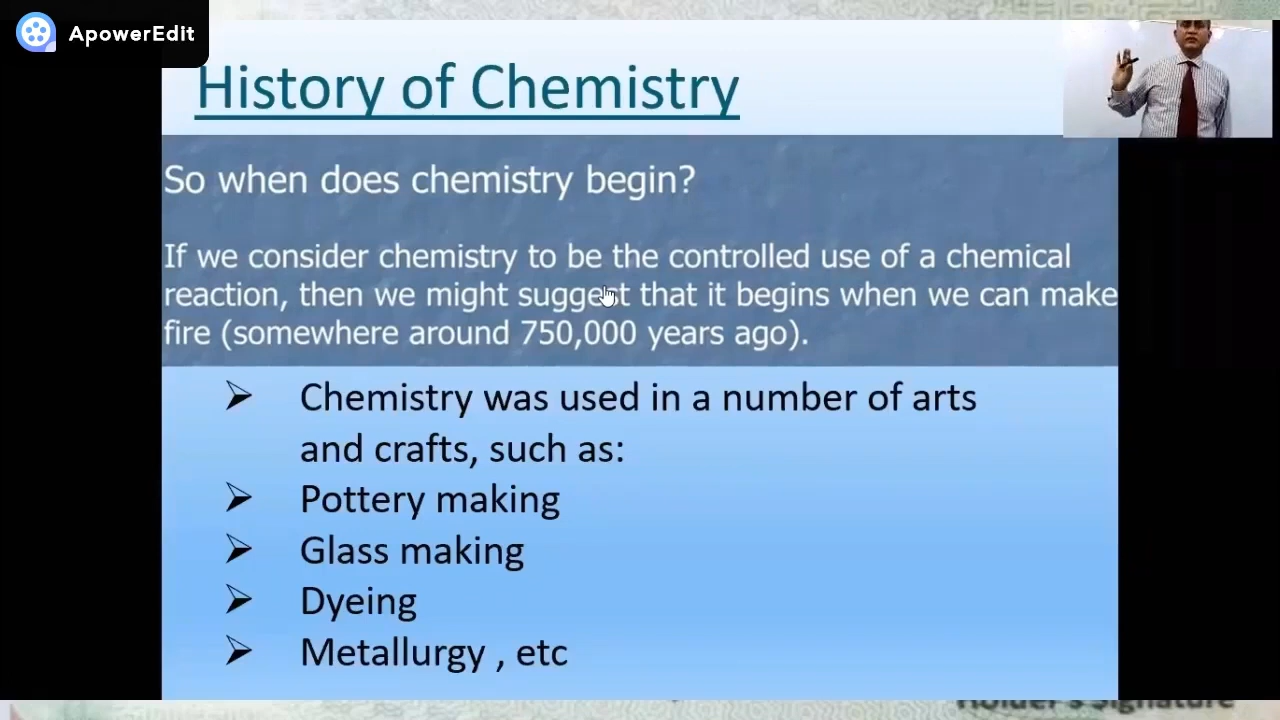 ApowerEdit
History of Chemistry
So when does chemistry begin?
If we consider chemistry to be the controlled use of a chemical
reaction, then we might suggest that it begins when we can make
fire (somewhere around 750,000 years ago).
➢ Chemistry was used in a number of arts
and crafts, such as:
➢ Pottery making
➢ Glass making
➢ Dyeing
➢ Metallurgy , etc
Holder's Signature